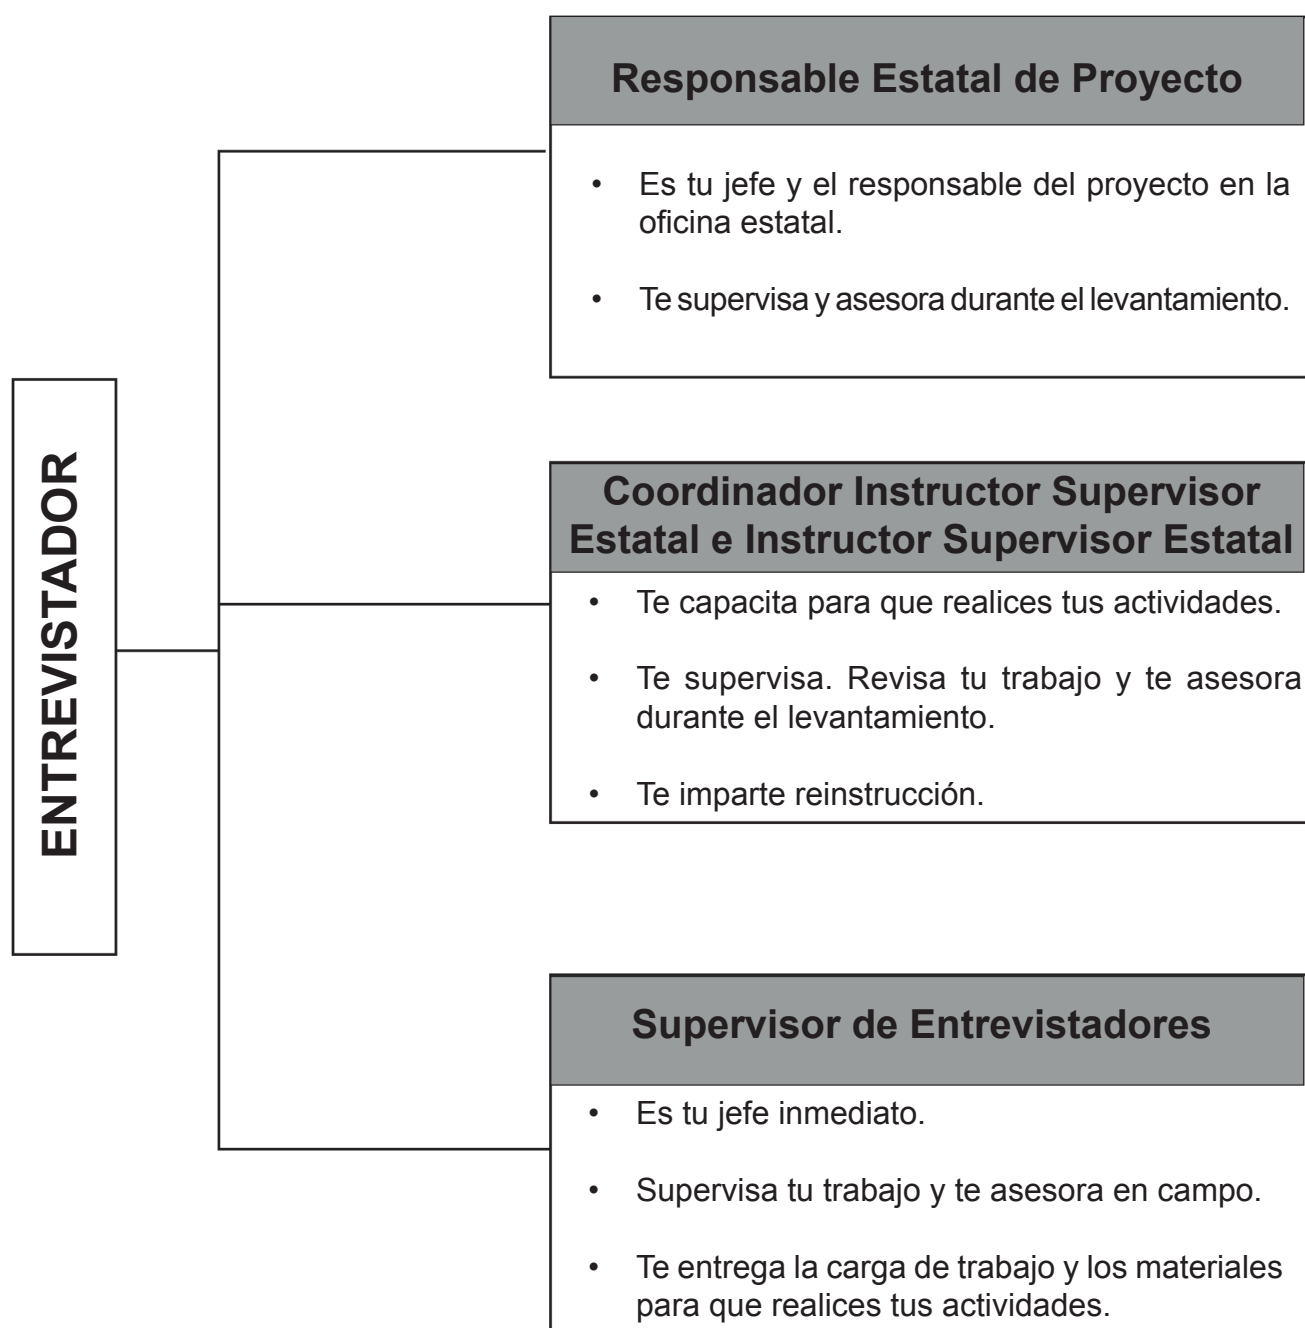 Responsable Estatal de Proyecto
• Es tu jefe y el responsable del proyecto en la
oficina estatal.
• Te supervisa y asesora durante el levantamiento.
ENTREVISTADOR
Coordinador Instructor Supervisor
Estatal e Instructor Supervisor Estatal
• Te capacita para que realices tus actividades.
• Te supervisa. Revisa tu trabajo y te asesora
durante el levantamiento.
• Te imparte reinstrucción.
Supervisor de Entrevistadores
• Es tu jefe inmediato.
• Supervisa tu trabajo y te asesora en campo.
• Te entrega la carga de trabajo y los materiales
para que realices tus actividades.